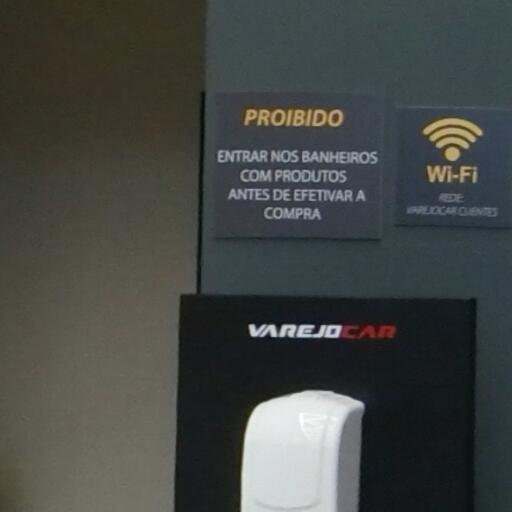 PROIBIDO
ENTRAR NOS BANHEIROS
COM PRODUTOS
ANTES DE EFETIVAR A
COMPRA
Wi-Fi
REDE:
VAREJOCAR CLIENTES
VAREJOCAR